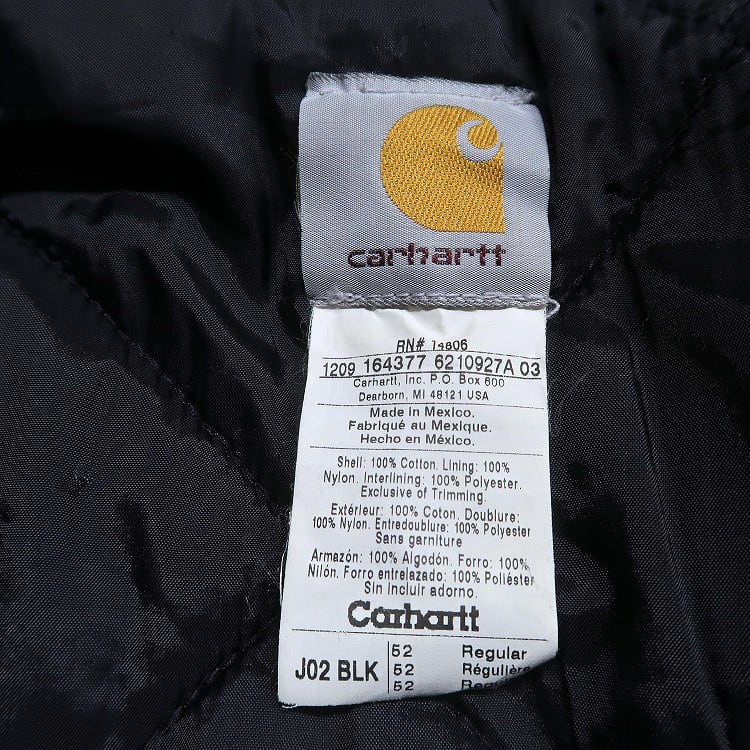 carhartt
RN# 14806
1209 164377 6210927A 03
Carhartt, Inc. P.O. Box 600
Dearborn, MI 48121 USA
Made in Mexico.
Fabriqué au Mexique.
Hecho en México.
Shell: 100% Cotton. Lining: 100%
Nylon. Interlining: 100% Polyester.
Exclusive of Trimming.
Extérieur: 100% Coton. Doublure:
100% Nylon. Entredoublure: 100% Polyester
Sans garniture
Armazón: 100% Algodón. Forro: 100%
Nilón. Forro entrelazado: 100% Poliéster
Sin incluir adorno.
Carhartt
J02 BLK
52 Regular
52 Régulière
52